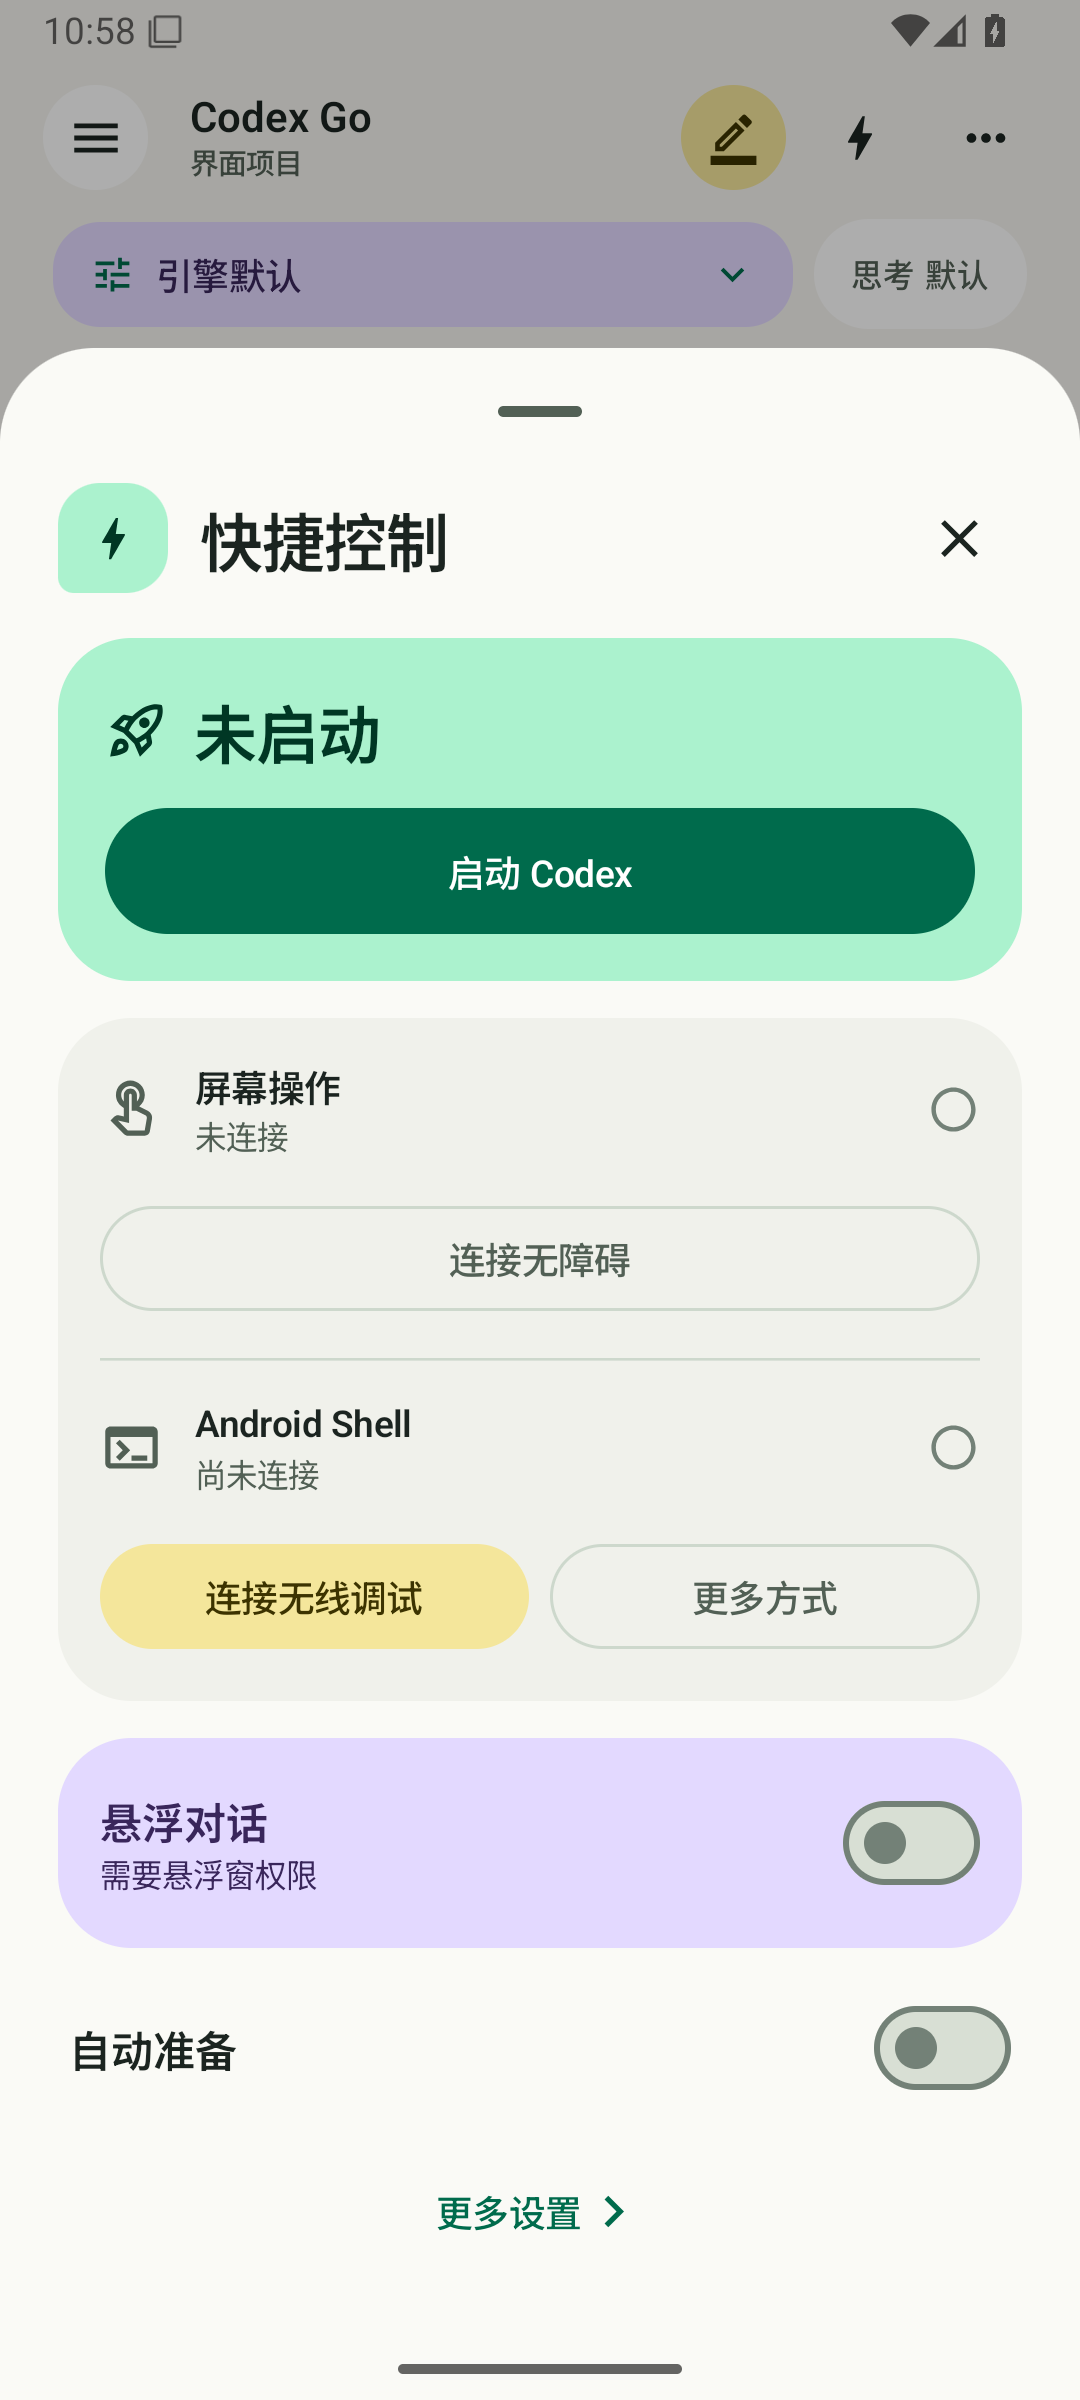 10:58
Codex Go
界面项目
引擎默认
思考 默认
快捷控制
未启动
启动 Codex
屏幕操作
未连接
连接无障碍
Android Shell
尚未连接
连接无线调试
更多方式
悬浮对话
需要悬浮窗权限
自动准备
更多设置